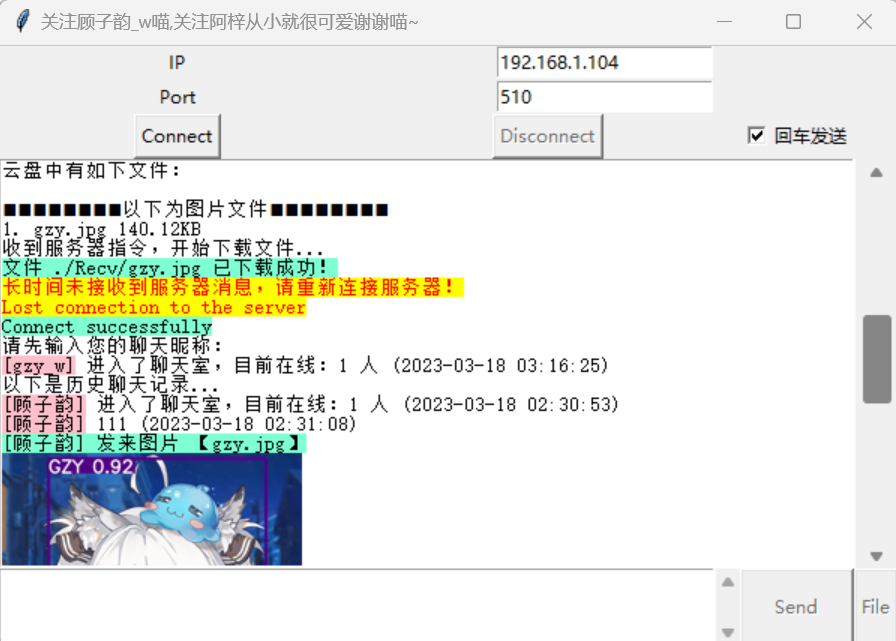 关注顾子韵_w喵,关注阿梓从小就很可爱谢谢喵~
IP 192.168.1.104
Port 510
Connect Disconnect 回车发送
云盘中有如下文件：
■■■■■■■■以下为图片文件■■■■■■■■
1. gzy.jpg 140.12KB
收到服务器指令，开始下载文件...
文件 ./Recv/gzy.jpg 已下载成功！
长时间未接收到服务器消息，请重新连接服务器！
Lost connection to the server
Connect successfully
请先输入您的聊天昵称：
[gzy_w] 进入了聊天室，目前在线：1 人 (2023-03-18 03:16:25)
以下是历史聊天记录...
[顾子韵] 进入了聊天室，目前在线：1 人 (2023-03-18 02:30:53)
[顾子韵] 111 (2023-03-18 02:31:08)
[顾子韵] 发来图片 【gzy.jpg】
GZY 0.92
Send File